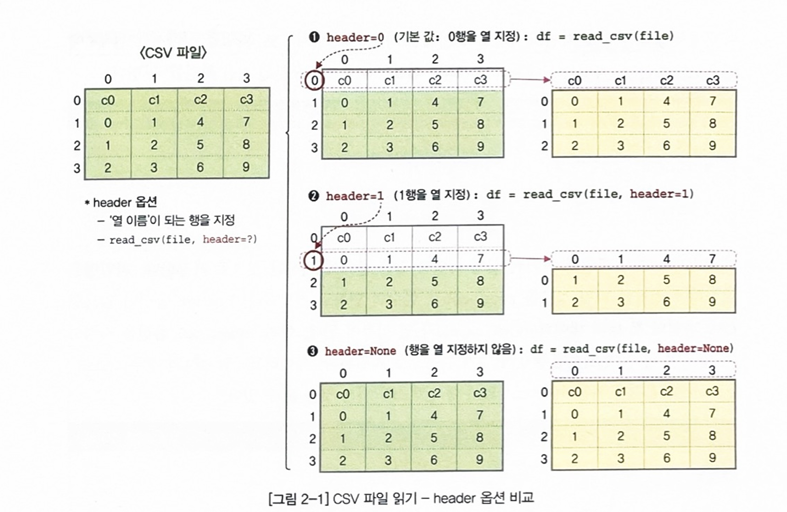 〈CSV 파일〉
0 1 2 3
0 c0 c1 c2 c3
1 0 1 4 7
2 1 2 5 8
3 2 3 6 9
• header 옵션
– '열 이름'이 되는 행을 지정
– read_csv(file, header=?)
❶ header=0 (기본 값: 0행을 열 지정): df = read_csv(file)
0 1 2 3
0 c0 c1 c2 c3
1 0 1 4 7
2 1 2 5 8
3 2 3 6 9
c0 c1 c2 c3
0 0 1 4 7
1 1 2 5 8
2 2 3 6 9
❷ header=1 (1행을 열 지정): df = read_csv(file, header=1)
0 1 2 3
0 c0 c1 c2 c3
1 0 1 4 7
2 1 2 5 8
3 2 3 6 9
0 1 4 7
0 1 2 5 8
1 2 3 6 9
❸ header=None (행을 열 지정하지 않음): df = read_csv(file, header=None)
0 1 2 3
0 c0 c1 c2 c3
1 0 1 4 7
2 1 2 5 8
3 2 3 6 9
0 1 2 3
0 c0 c1 c2 c3
1 0 1 4 7
2 1 2 5 8
3 2 3 6 9
[그림 2-1] CSV 파일 읽기 – header 옵션 비교